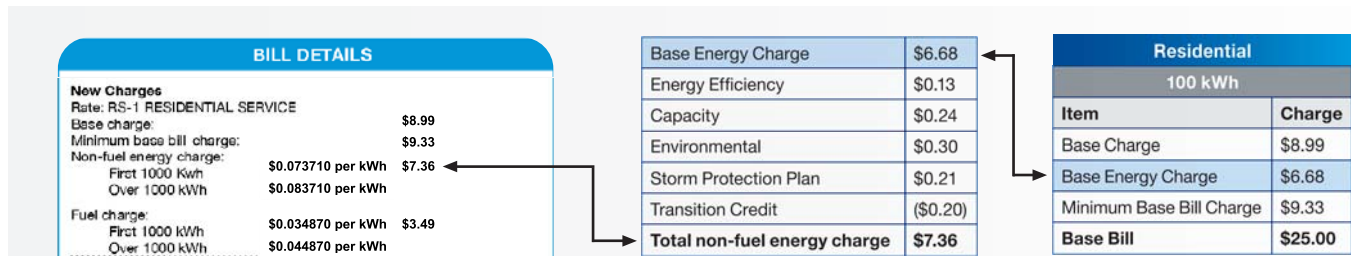 BILL DETAILS
New Charges
Rate: RS-1 RESIDENTIAL SERVICE
Base charge: $8.99
Minimum base bill charge: $9.33
Non-fuel energy charge:
First 1000 Kwh $0.073710 per kWh $7.36
Over 1000 kWh $0.083710 per kWh
Fuel charge:
First 1000 kWh $0.034870 per kWh $3.49
Over 1000 kWh $0.044870 per kWh
Base Energy Charge $6.68
Energy Efficiency $0.13
Capacity $0.24
Environmental $0.30
Storm Protection Plan $0.21
Transition Credit ($0.20)
Total non-fuel energy charge $7.36
Residential
100 kWh
Item Charge
Base Charge $8.99
Base Energy Charge $6.68
Minimum Base Bill Charge $9.33
Base Bill $25.00